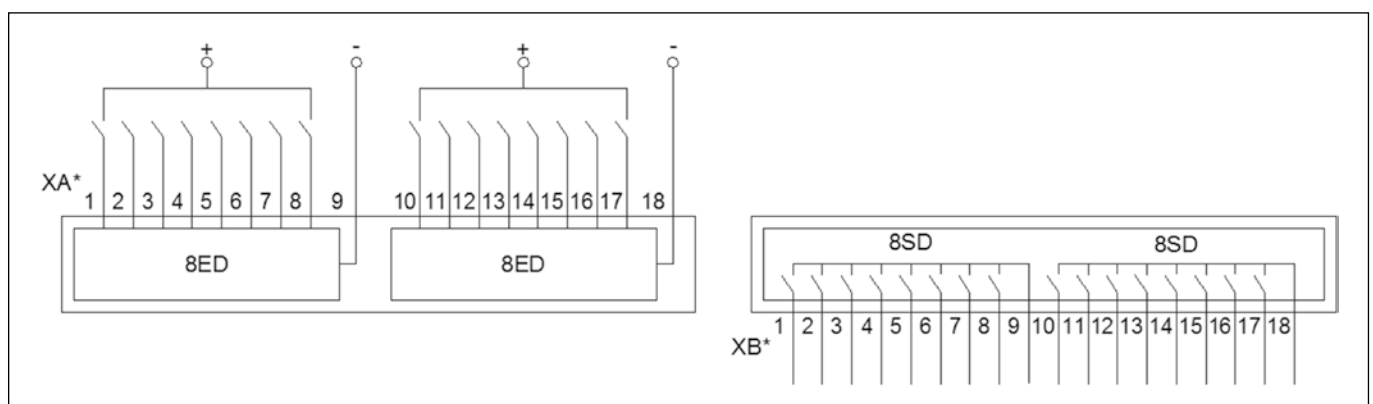 + - + -
XA* 1 2 3 4 5 6 7 8 9 10 11 12 13 14 15 16 17 18
8ED 8ED
8SD 8SD
1 2 3 4 5 6 7 8 9 10 11 12 13 14 15 16 17 18
XB*